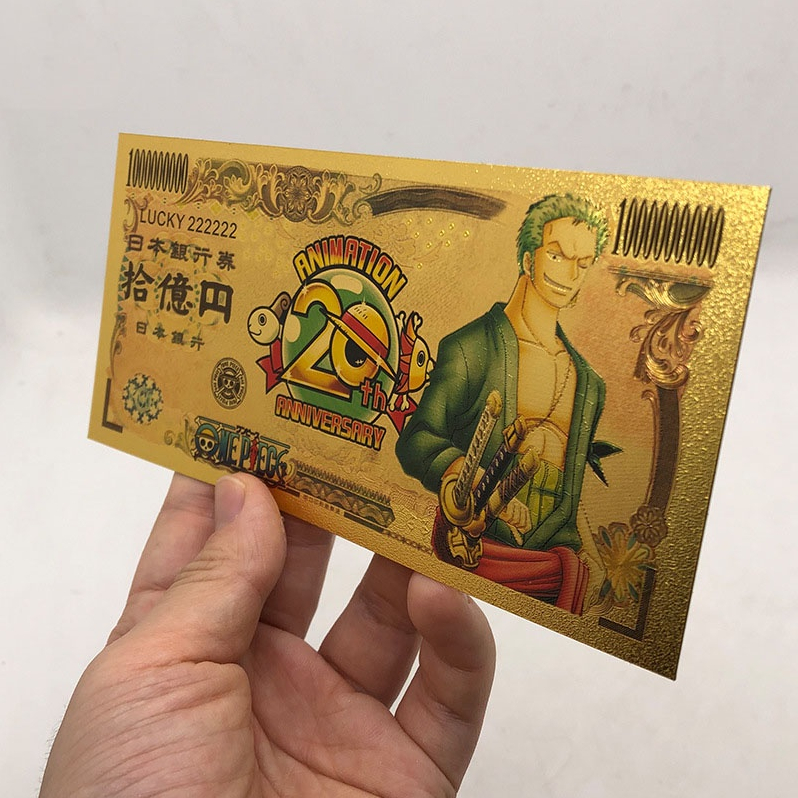 1000000000
LUCKY 222222
日本銀行券
拾億円
日本銀行
ANIMATION
20th
ANNIVERSARY
ONE PIECE
1000000000